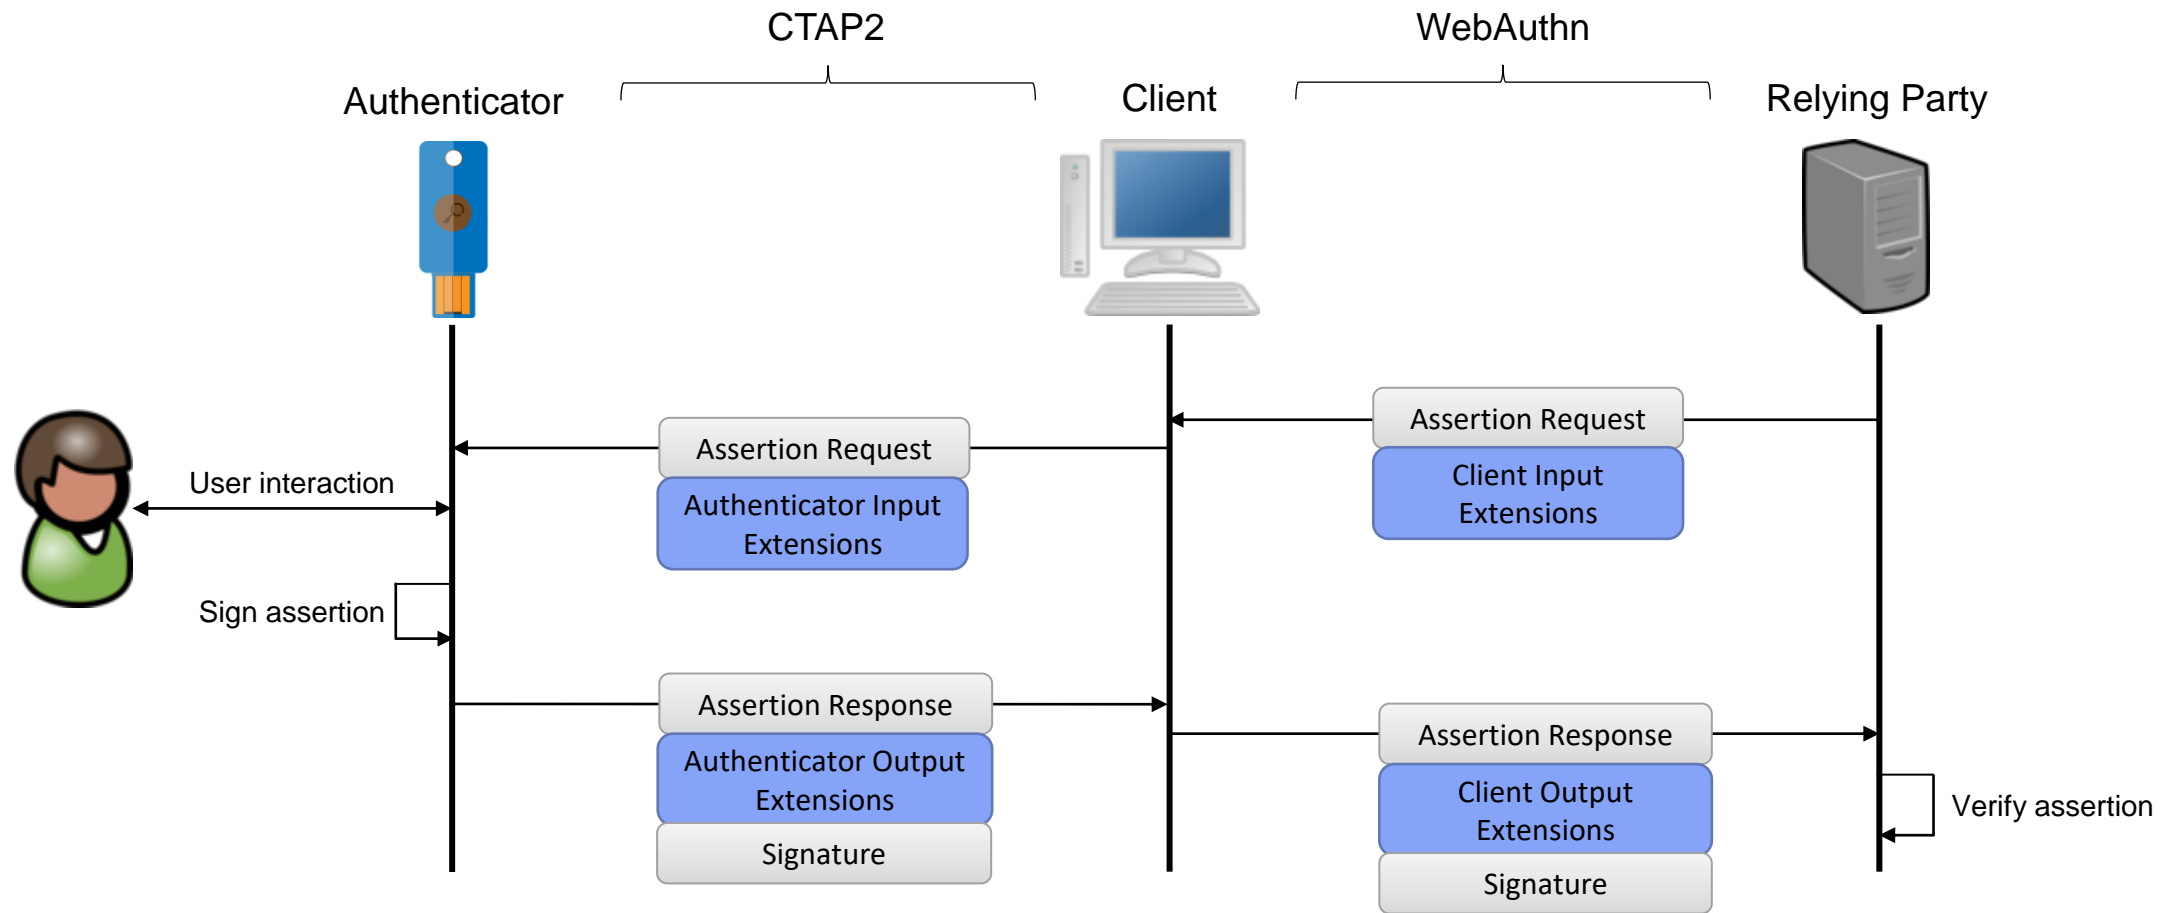 CTAP2
WebAuthn
Authenticator
Client
Relying Party
Assertion Request
Client Input
Extensions
Assertion Request
Authenticator Input
Extensions
User interaction
Sign assertion
Assertion Response
Authenticator Output
Extensions
Signature
Assertion Response
Client Output
Extensions
Signature
Verify assertion